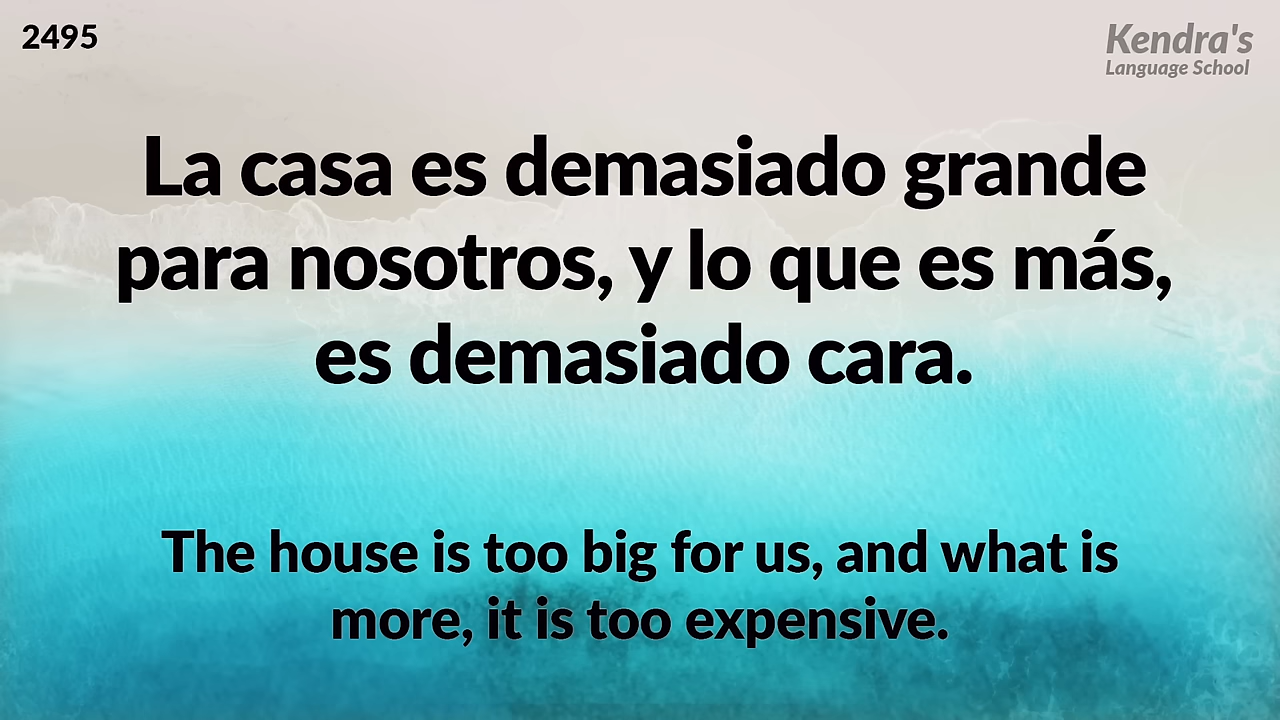 2495
Kendra's
Language School
La casa es demasiado grande
para nosotros, y lo que es más,
es demasiado cara.
The house is too big for us, and what is
more, it is too expensive.